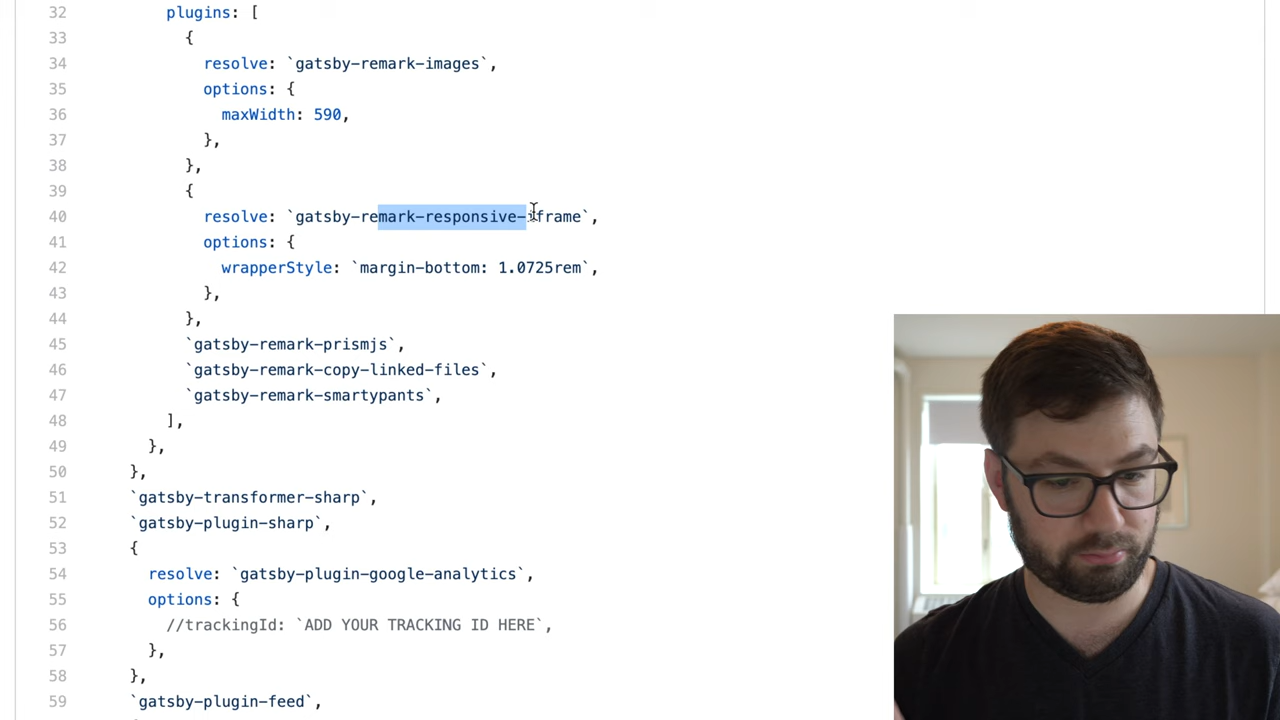 32 plugins: [
33 {
34 resolve: `gatsby-remark-images`,
35 options: {
36 maxWidth: 590,
37 },
38 },
39 {
40 resolve: `gatsby-remark-responsive-iframe`,
41 options: {
42 wrapperStyle: `margin-bottom: 1.0725rem`,
43 },
44 },
45 `gatsby-remark-prismjs`,
46 `gatsby-remark-copy-linked-files`,
47 `gatsby-remark-smartypants`,
48 ],
49 },
50 },
51 `gatsby-transformer-sharp`,
52 `gatsby-plugin-sharp`,
53 {
54 resolve: `gatsby-plugin-google-analytics`,
55 options: {
56 //trackingId: `ADD YOUR TRACKING ID HERE`,
57 },
58 },
59 `gatsby-plugin-feed`,